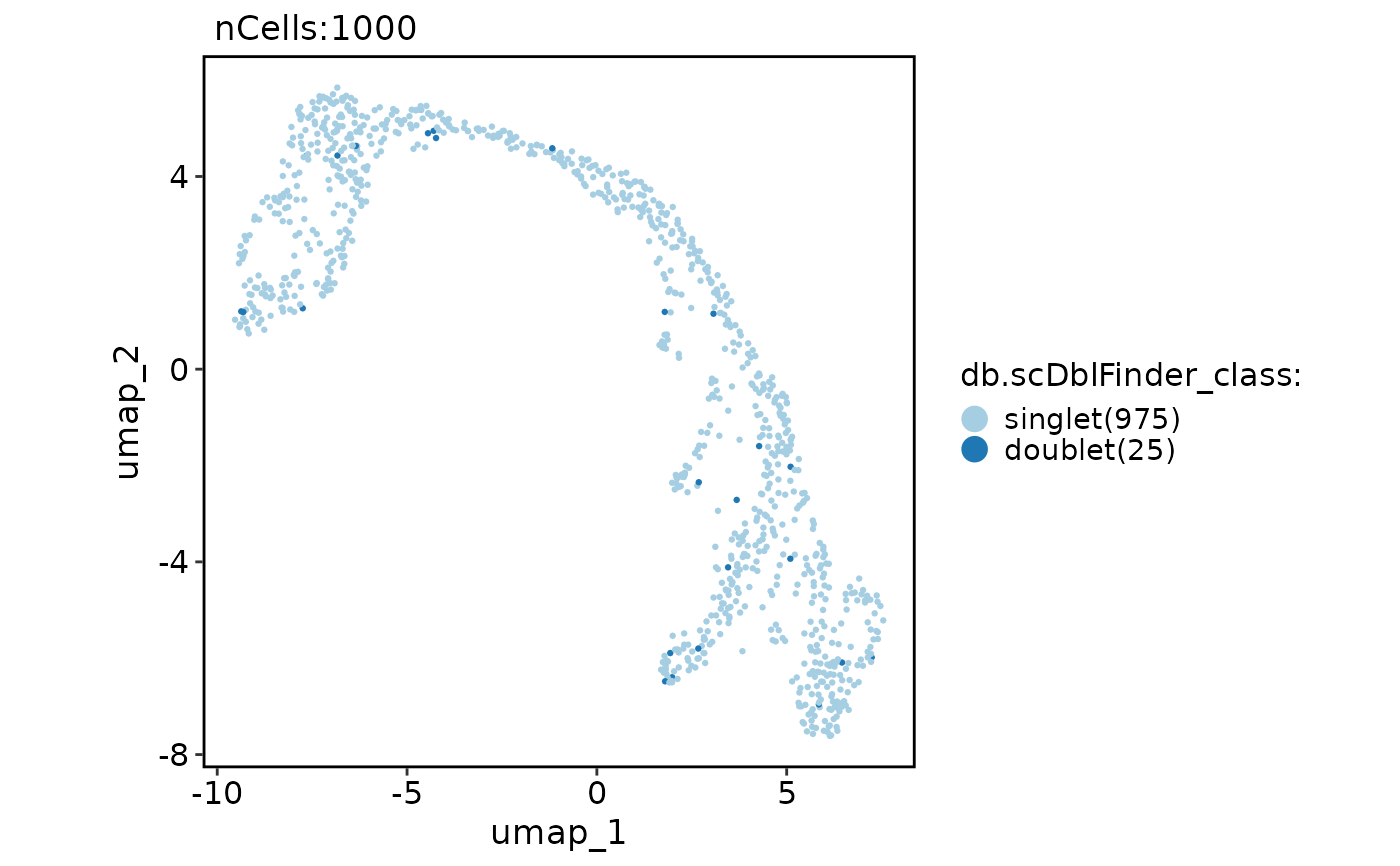 nCells:1000
umap_2
4
0
-4
-8
-10
-5
0
5
umap_1
db.scDblFinder_class:
singlet(975)
doublet(25)